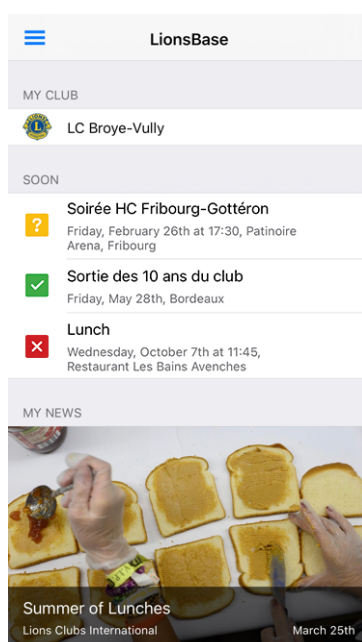 LionsBase
MY CLUB
LC Broye-Vully
SOON
?
Soirée HC Fribourg-Gottéron
Friday, February 26th at 17:30, Patinoire
Arena, Fribourg
Sortie des 10 ans du club
Friday, May 28th, Bordeaux
Lunch
Wednesday, October 7th at 11:45,
Restaurant Les Bains Avenches
MY NEWS
Summer of Lunches
Lions Clubs International
March 25th